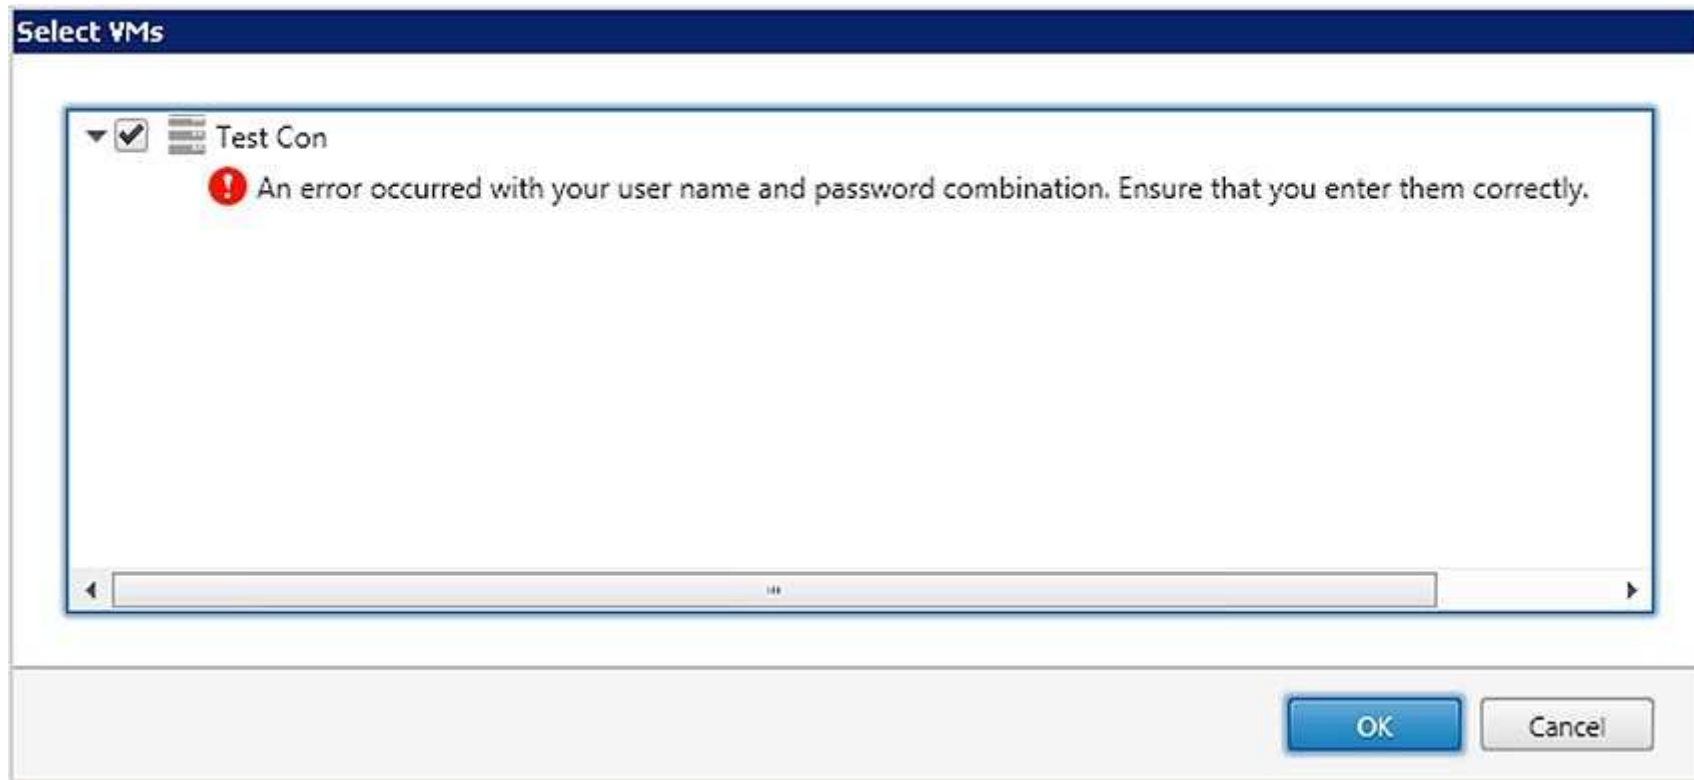 Select VMs
Test Con
An error occurred with your user name and password combination. Ensure that you enter them correctly.
OK
Cancel